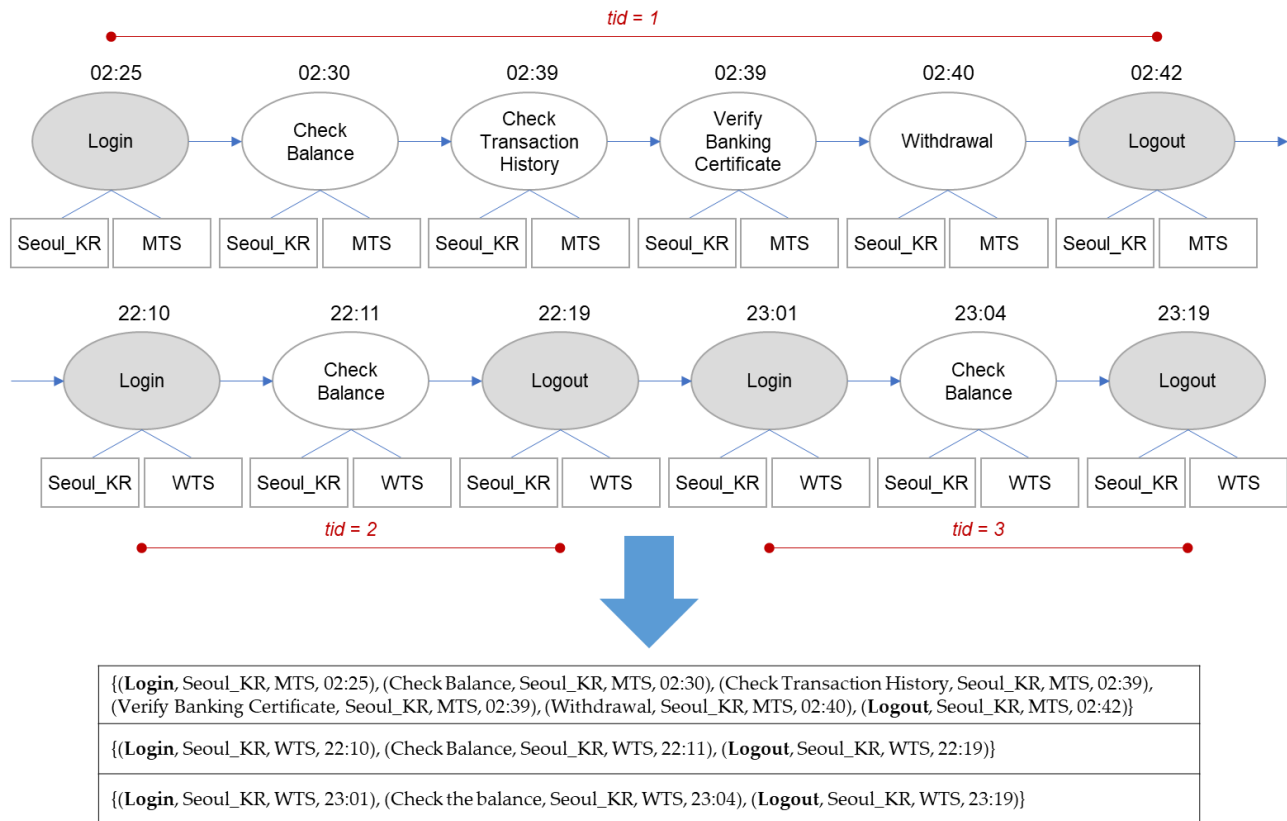 tid = 1
02:25 02:30 02:39 02:39 02:40 02:42
Login
Check
Balance
Check
Transaction
History
Verify
Banking
Certificate
Withdrawal
Logout
Seoul_KR MTS Seoul_KR MTS Seoul_KR MTS Seoul_KR MTS Seoul_KR MTS Seoul_KR MTS
22:10 22:11 22:19 23:01 23:04 23:19
Login
Check
Balance
Logout
Login
Check
Balance
Logout
Seoul_KR WTS Seoul_KR WTS Seoul_KR WTS Seoul_KR WTS Seoul_KR WTS Seoul_KR WTS
tid = 2 tid = 3
{(Login, Seoul_KR, MTS, 02:25), (Check Balance, Seoul_KR, MTS, 02:30), (Check Transaction History, Seoul_KR, MTS, 02:39),
(Verify Banking Certificate, Seoul_KR, MTS, 02:39), (Withdrawal, Seoul_KR, MTS, 02:40), (Logout, Seoul_KR, MTS, 02:42)}
{(Login, Seoul_KR, WTS, 22:10), (Check Balance, Seoul_KR, WTS, 22:11), (Logout, Seoul_KR, WTS, 22:19)}
{(Login, Seoul_KR, WTS, 23:01), (Check the balance, Seoul_KR, WTS, 23:04), (Logout, Seoul_KR, WTS, 23:19)}